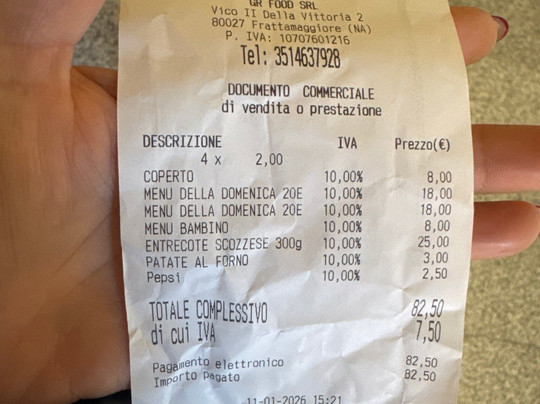 GR FOOD SRL
Vico II Della Vittoria 2
80027 Frattamaggiore (NA)
P. IVA: 10707601216
Tel: 3514637928
DOCUMENTO COMMERCIALE
di vendita o prestazione
DESCRIZIONE IVA Prezzo(€)
4 x 2,00
COPERTO 10,00% 8,00
MENU DELLA DOMENICA 20E 10,00% 18,00
MENU DELLA DOMENICA 20E 10,00% 18,00
MENU BAMBINO 10,00% 8,00
ENTRECOTE SCOZZESE 300g 10,00% 25,00
PATATE AL FORNO 10,00% 3,00
Pepsi 10,00% 2,50
TOTALE COMPLESSIVO 82,50
di cui IVA 7,50
Pagamento elettronico 82,50
Importo pagato 82,50
11-01-2026 15:21